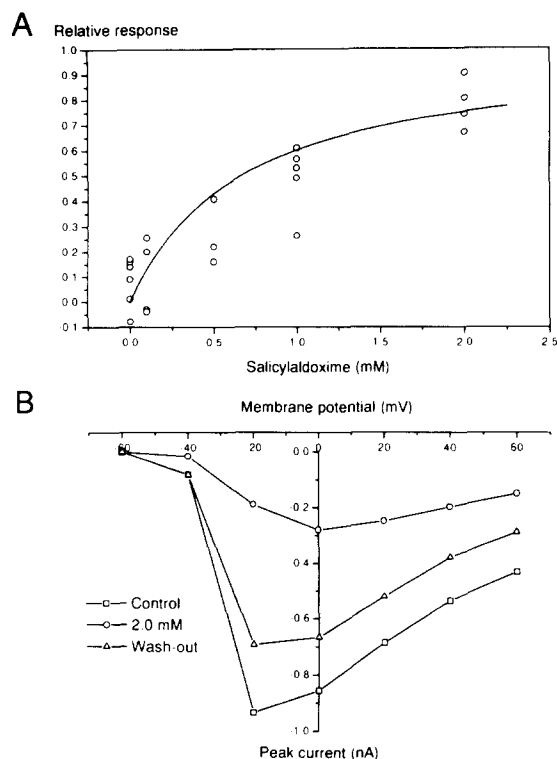 A
Relative response
1.0
0.9
0.8
0.7
0.6
0.5
0.4
0.3
0.2
0.1
0.0
0.1
0.0 0.5 1.0 1.5 2.0 2.5
Salicylaldoxime (mM)
B
Membrane potential (mV)
-60 -40 20 0 20 40 60
0.0
0.2
0.4
0.6
0.8
1.0
Control
2.0 mM
Wash-out
Peak current (nA)